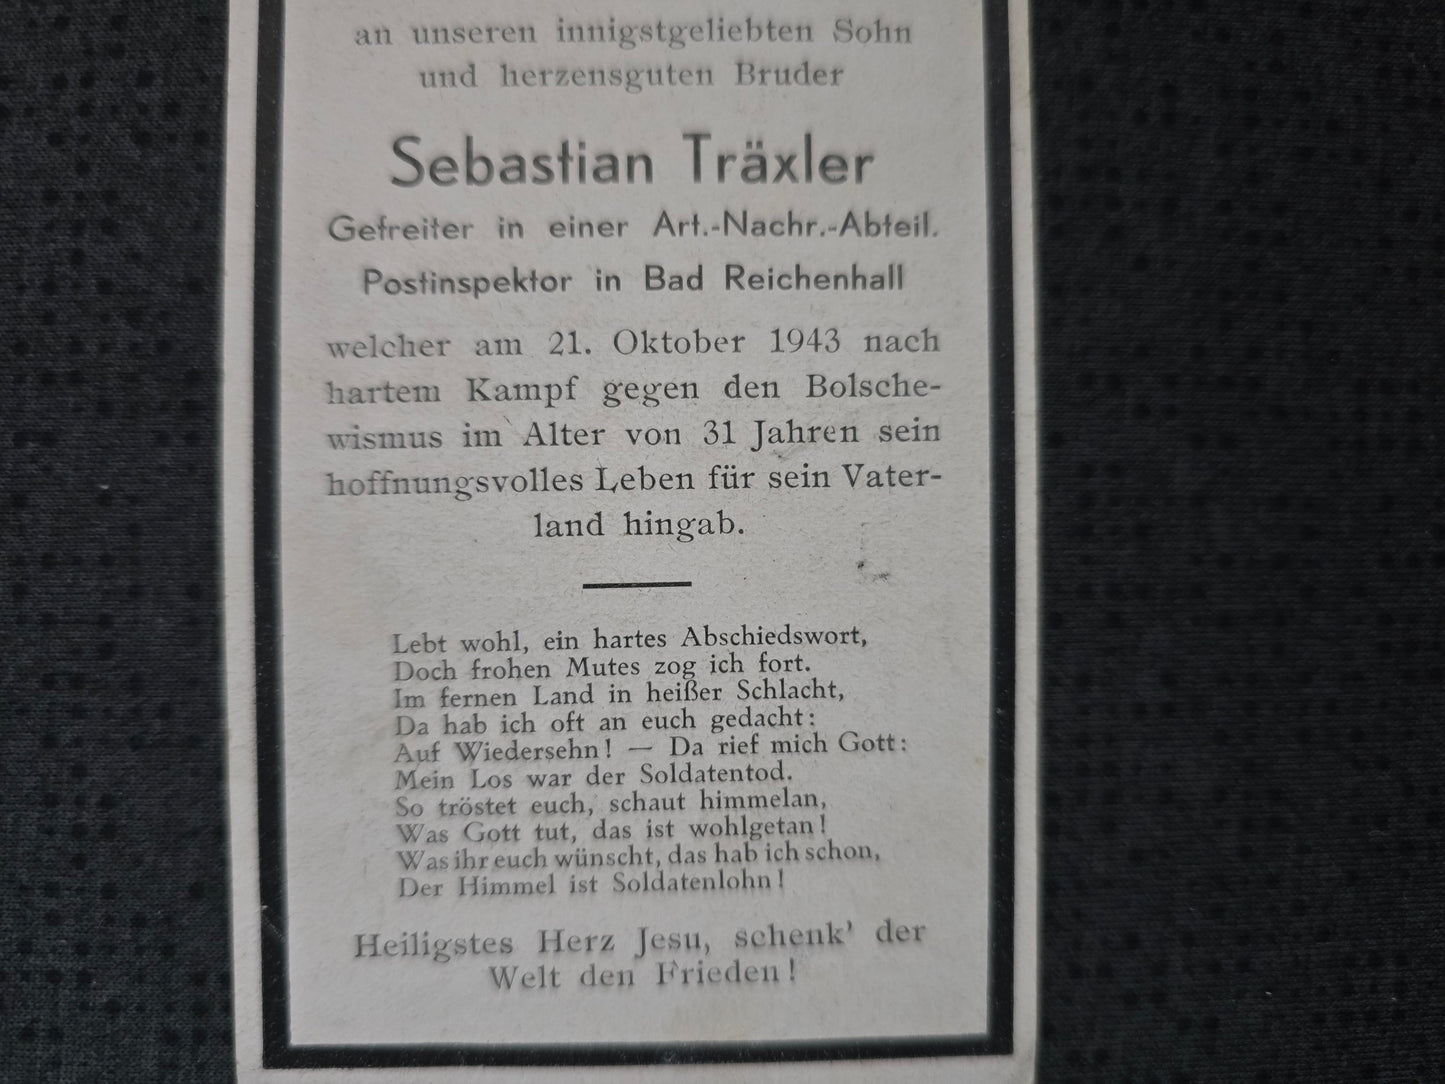 an unseren innigstgeliebten Sohn
und herzensguten Bruder
Sebastian Träxler
Gefreiter in einer Art.-Nachr.-Abteil.
Postinspektor in Bad Reichenhall
welcher am 21. Oktober 1943 nach
hartem Kampf gegen den Bolsche-
wismus im Alter von 31 Jahren sein
hoffnungsvolles Leben für sein Vater-
land hingab.
Lebt wohl, ein hartes Abschiedswort,
Doch frohen Mutes zog ich fort.
Im fernen Land in heißer Schlacht,
Da hab ich oft an euch gedacht:
Auf Wiedersehn! — Da rief mich Gott:
Mein Los war der Soldatentod.
So tröstet euch, schaut himmelan,
Was Gott tut, das ist wohlgetan!
Was ihr euch wünscht, das hab ich schon,
Der Himmel ist Soldatenlohn!
Heiligstes Herz Jesu, schenk' der
Welt den Frieden!